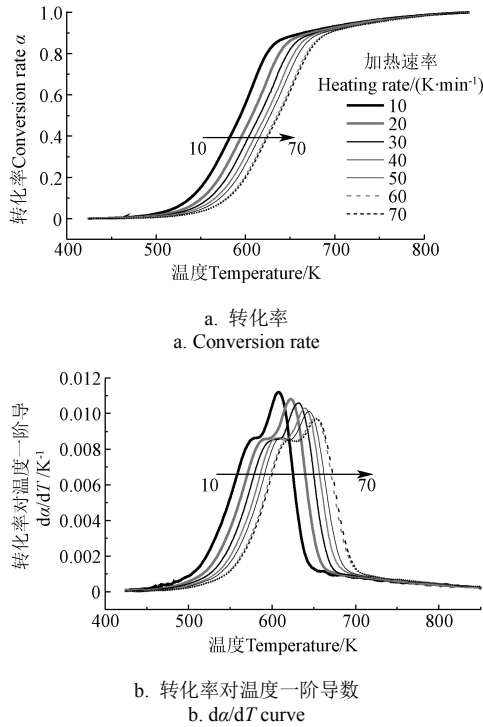 转化率Conversion rate α
1.0
0.8
0.6
0.4
0.2
0
400 500 600 700 800
温度Temperature/K
加热速率
Heating rate/(K·min-1)
10
20
30
40
50
60
70
10 70
a. 转化率
a. Conversion rate
转化率对温度一阶导
dα/dT /K-1
0.012
0.010
0.008
0.006
0.004
0.002
0
10 70
400 500 600 700 800
温度Temperature/K
b. 转化率对温度一阶导数
b. dα/dT curve